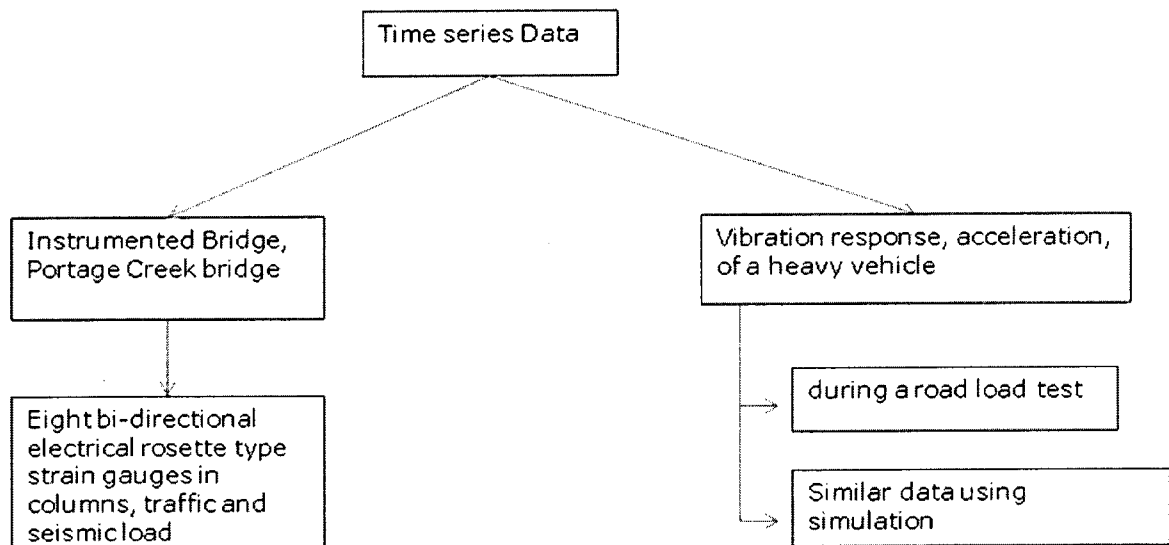 Time series Data
Instrumented Bridge,
Portage Creek bridge
Vibration response, acceleration,
of a heavy vehicle
Eight bi-directional
electrical rosette type
strain gauges in
columns, traffic and
seismic load
during a road load test
Similar data using
simulation